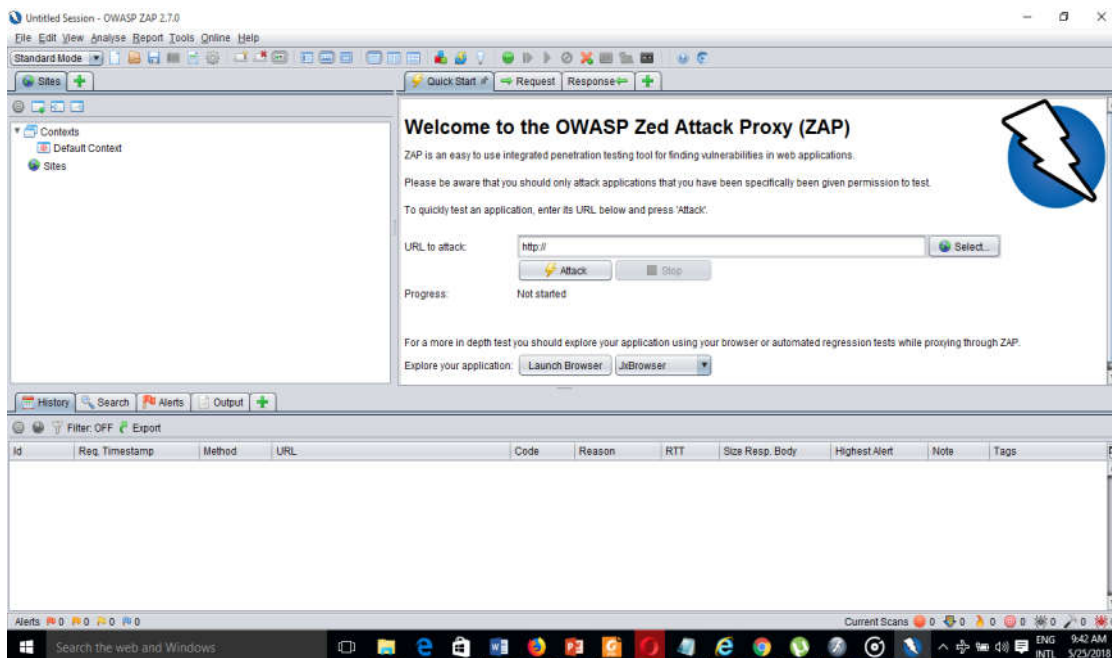 Untitled Session - OWASP ZAP 2.7.0
File Edit View Analyse Report Tools Online Help
Standard Mode
Sites
Quick Start
Request
Response
Contexts
Default Context
Sites
Welcome to the OWASP Zed Attack Proxy (ZAP)
ZAP is an easy to use integrated penetration testing tool for finding vulnerabilities in web applications.
Please be aware that you should only attack applications that you have been specifically been given permission to test.
To quickly test an application, enter its URL below and press 'Attack'.
URL to attack: http:// Select...
Attack Stop
Progress: Not started
For a more in depth test you should explore your application using your browser or automated regression tests while proxying through ZAP.
Explore your application: Launch Browser JxBrowser
History Search Alerts Output
Filter: OFF Export
Id Req. Timestamp Method URL Code Reason RTT Size Resp. Body Highest Alert Note Tags
Alerts 0 0 0 0 Current Scans 0 0 0 0 0 0
Search the web and Windows
ENG 9:42 AM
INTL 5/25/2018